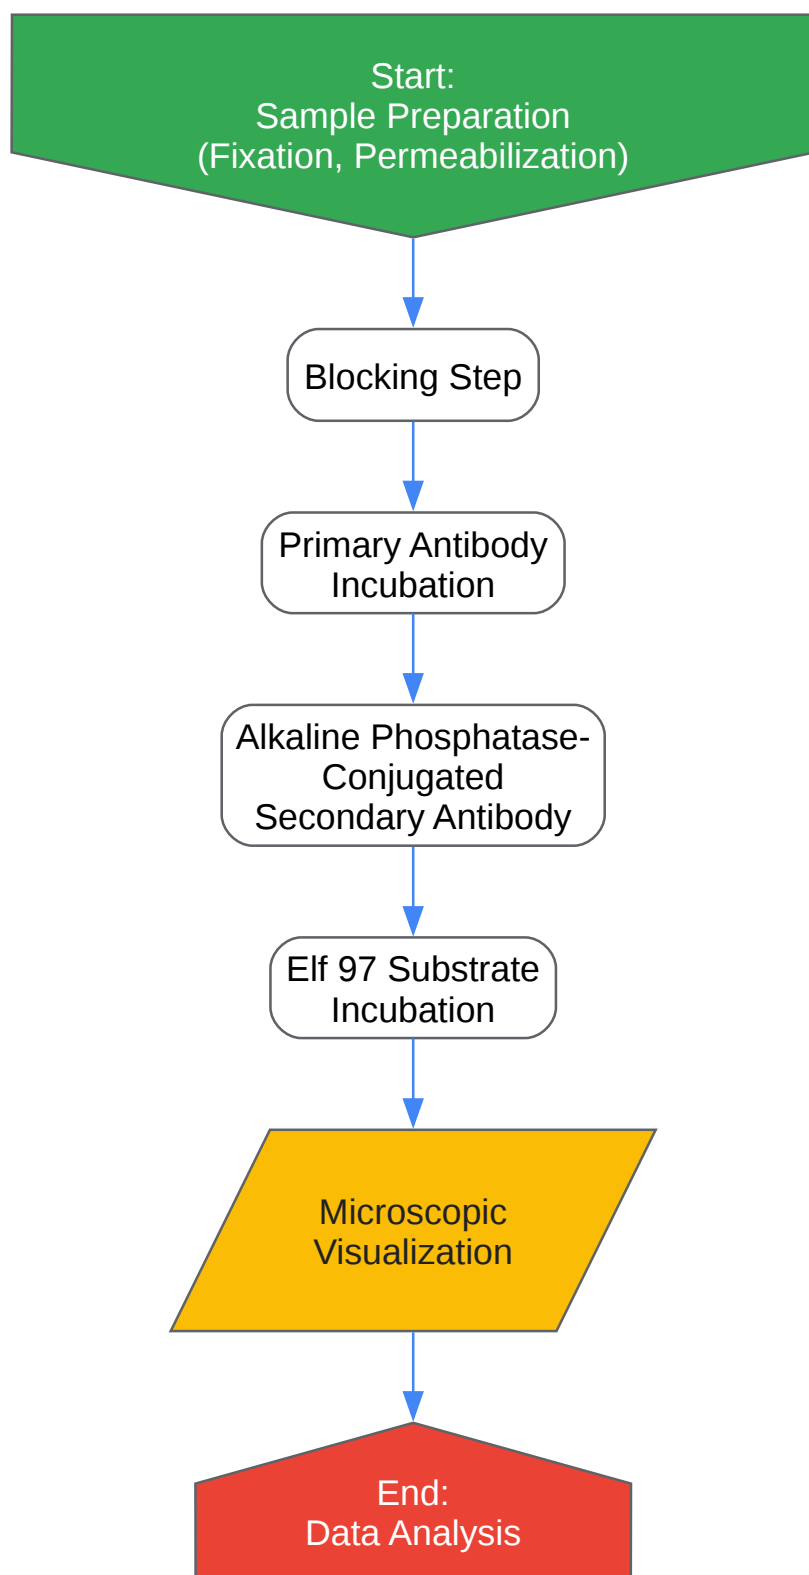 Start:
Sample Preparation
(Fixation, Permeabilization)
Blocking Step
Primary Antibody
Incubation
Alkaline Phosphatase-
Conjugated
Secondary Antibody
Elf 97 Substrate
Incubation
Microscopic
Visualization
End:
Data Analysis